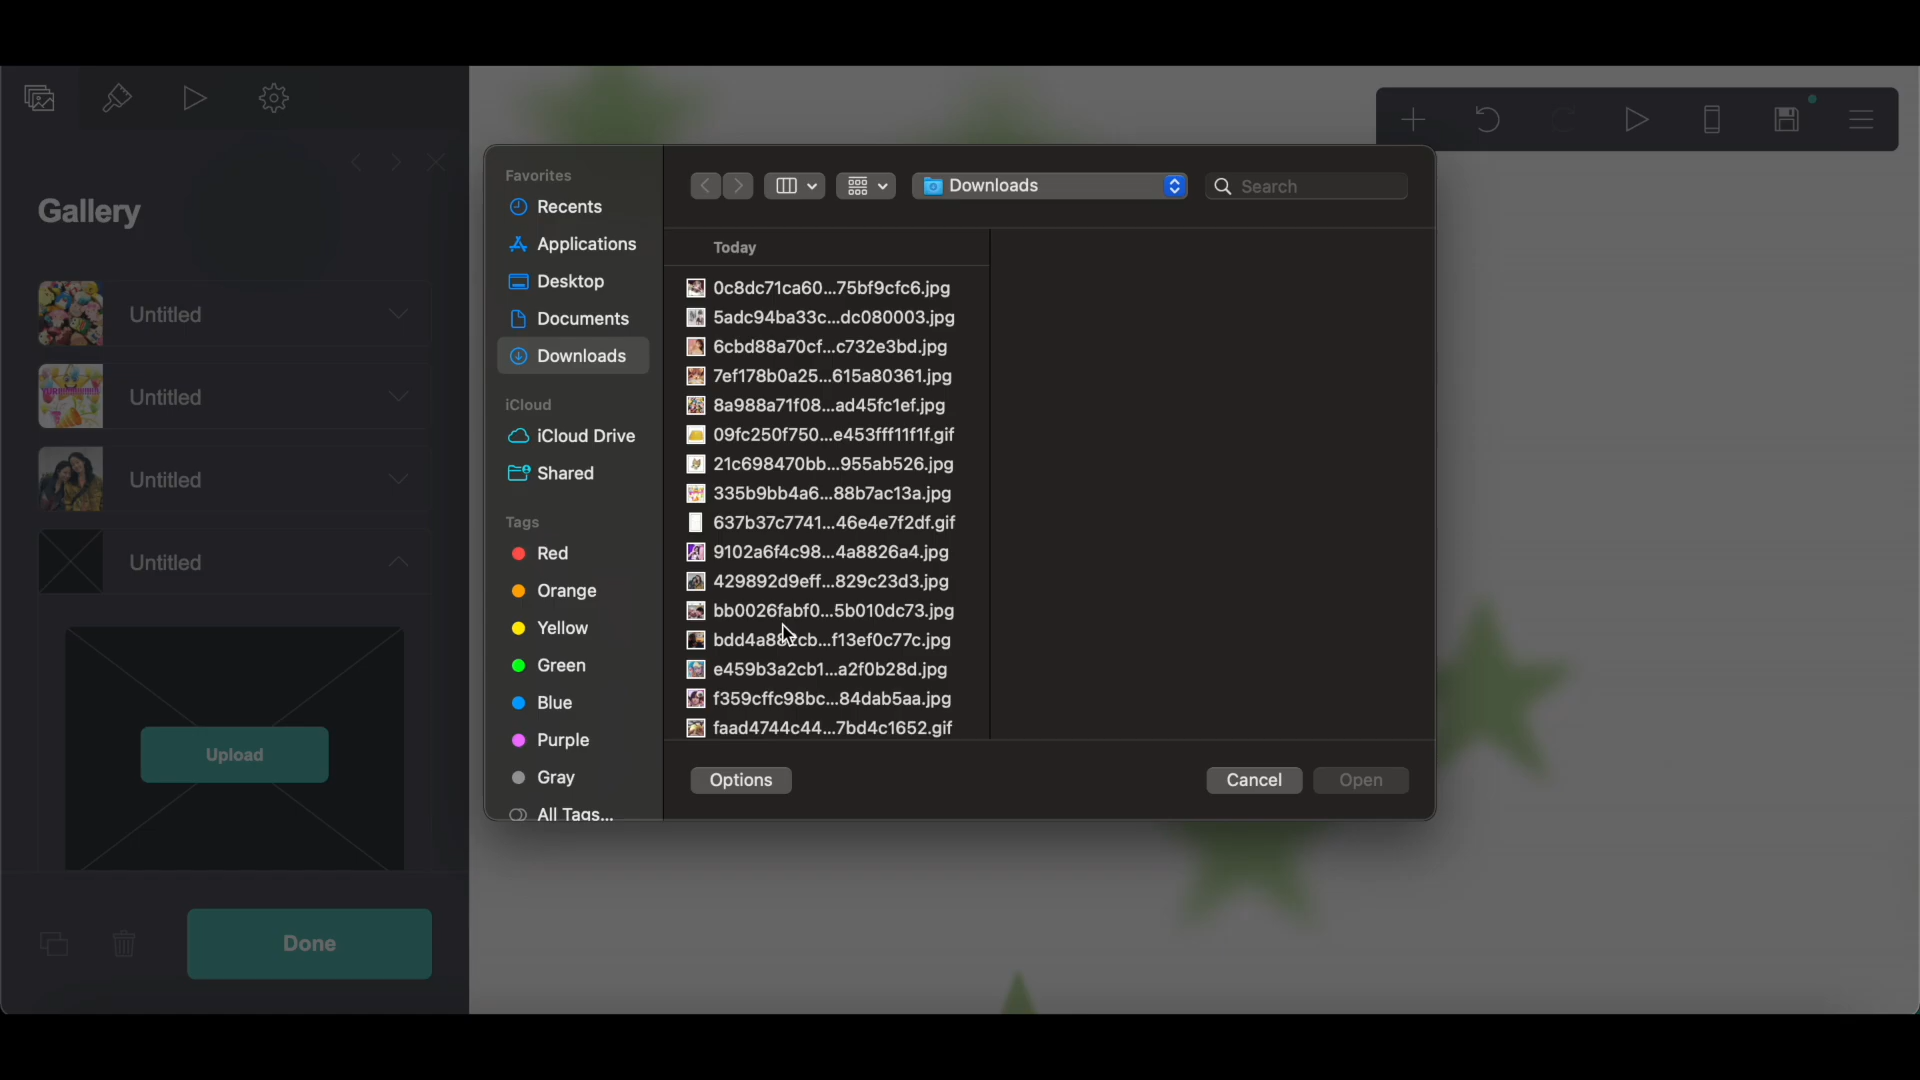 Gallery
Untitled
Untitled
Untitled
Untitled
Upload
Done
Favorites
Recents
Applications
Desktop
Documents
Downloads
iCloud
iCloud Drive
Shared
Tags
Red
Orange
Yellow
Green
Blue
Purple
Gray
All Tags...
Downloads
Search
Today
0c8dc71ca60...75bf9cfc6.jpg
5adc94ba33c...dc080003.jpg
6cbd88a70cf...c732e3bd.jpg
7ef178b0a25...615a80361.jpg
8a988a71f08...ad45fc1ef.jpg
09fc250f750...e453fff11f1f.gif
21c698470bb...955ab526.jpg
335b9bb4a6...88b7ac13a.jpg
637b37c7741...46e4e7f2df.gif
9102a6f4c98...4a8826a4.jpg
429892d9eff...829c23d3.jpg
bb0026fabf0...5b010dc73.jpg
e459b3a2cb1...a2f0b28d.jpg
f359cffc98bc...84dab5aa.jpg
faad4744c44...7bd4c1652.gif
Options
Cancel
Open